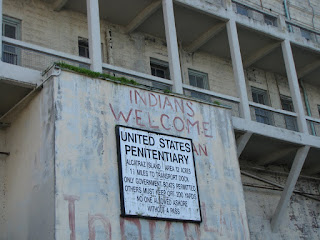 INDIANS
WELCOME
UNITED STATES
PENITENTIARY
ALCATRAZ ISLAND AREA 12 ACRES
1½ MILES TO TRANSPORT DOCK
ONLY GOVERNMENT BOATS PERMITTED
OTHERS MUST KEEP OFF 200 YARDS
NO ONE ALLOWED ASHORE
WITHOUT A PASS